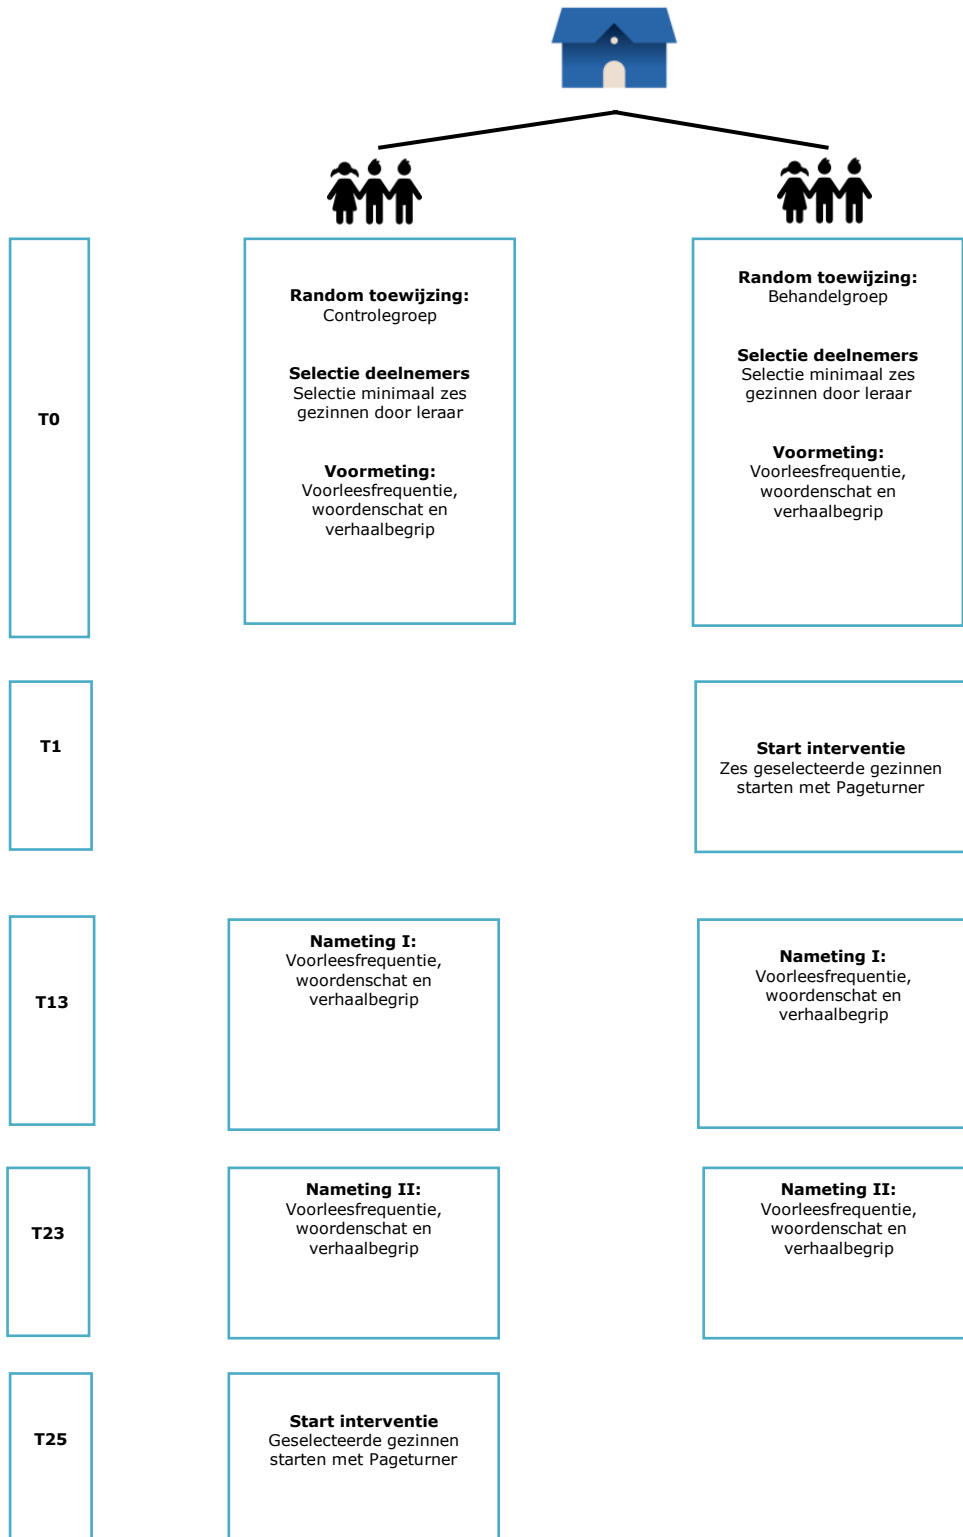 T0
Random toewijzing:
Controlegroep
Selectie deelnemers
Selectie minimaal zes
gezinnen door leraar
Voormeting:
Voorleesfrequentie,
woordenschat en
verhaalbegrip
Random toewijzing:
Behandelgroep
Selectie deelnemers
Selectie minimaal zes
gezinnen door leraar
Voormeting:
Voorleesfrequentie,
woordenschat en
verhaalbegrip
T1
Start interventie
Zes geselecteerde gezinnen
starten met Pageturner
T13
Nameting I:
Voorleesfrequentie,
woordenschat en
verhaalbegrip
Nameting I:
Voorleesfrequentie,
woordenschat en
verhaalbegrip
T23
Nameting II:
Voorleesfrequentie,
woordenschat en
verhaalbegrip
Nameting II:
Voorleesfrequentie,
woordenschat en
verhaalbegrip
T25
Start interventie
Geselecteerde gezinnen
starten met Pageturner